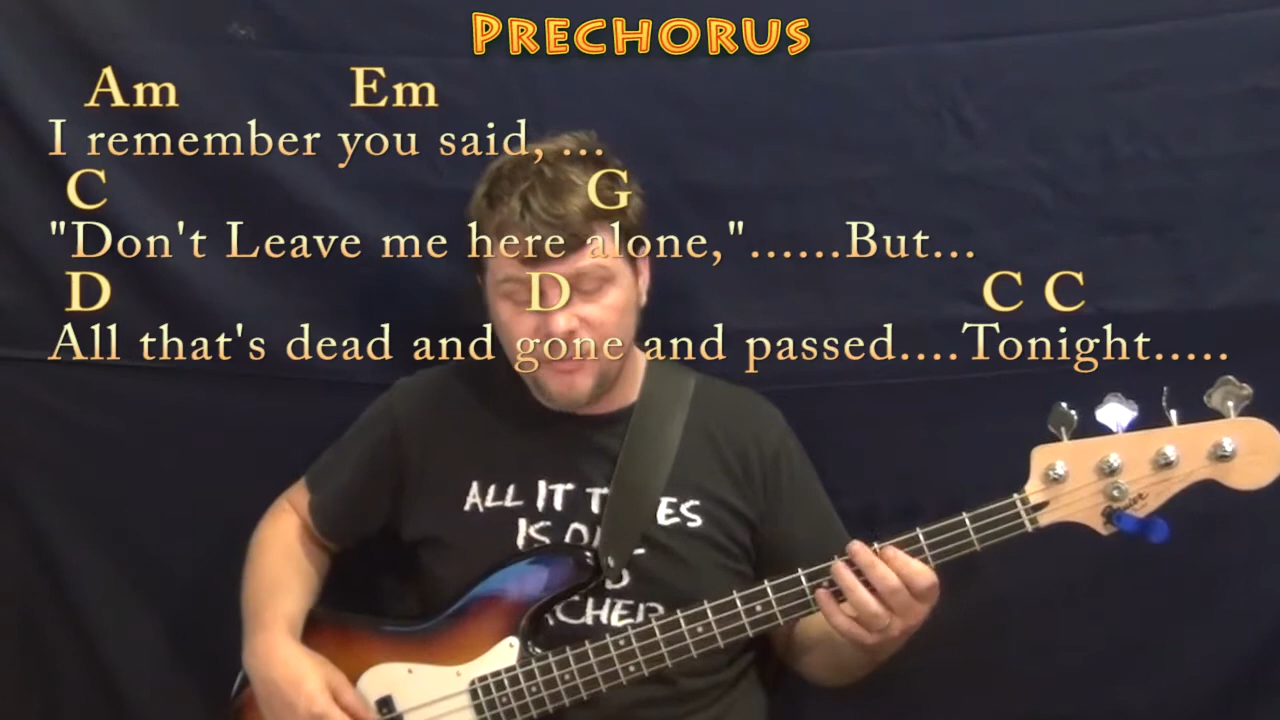 PRECHORUS
Am Em
I remember you said, ...
C G
"Don't Leave me here alone,"......But...
D D C C
All that's dead and gone and passed....Tonight.....
ALL IT
IS